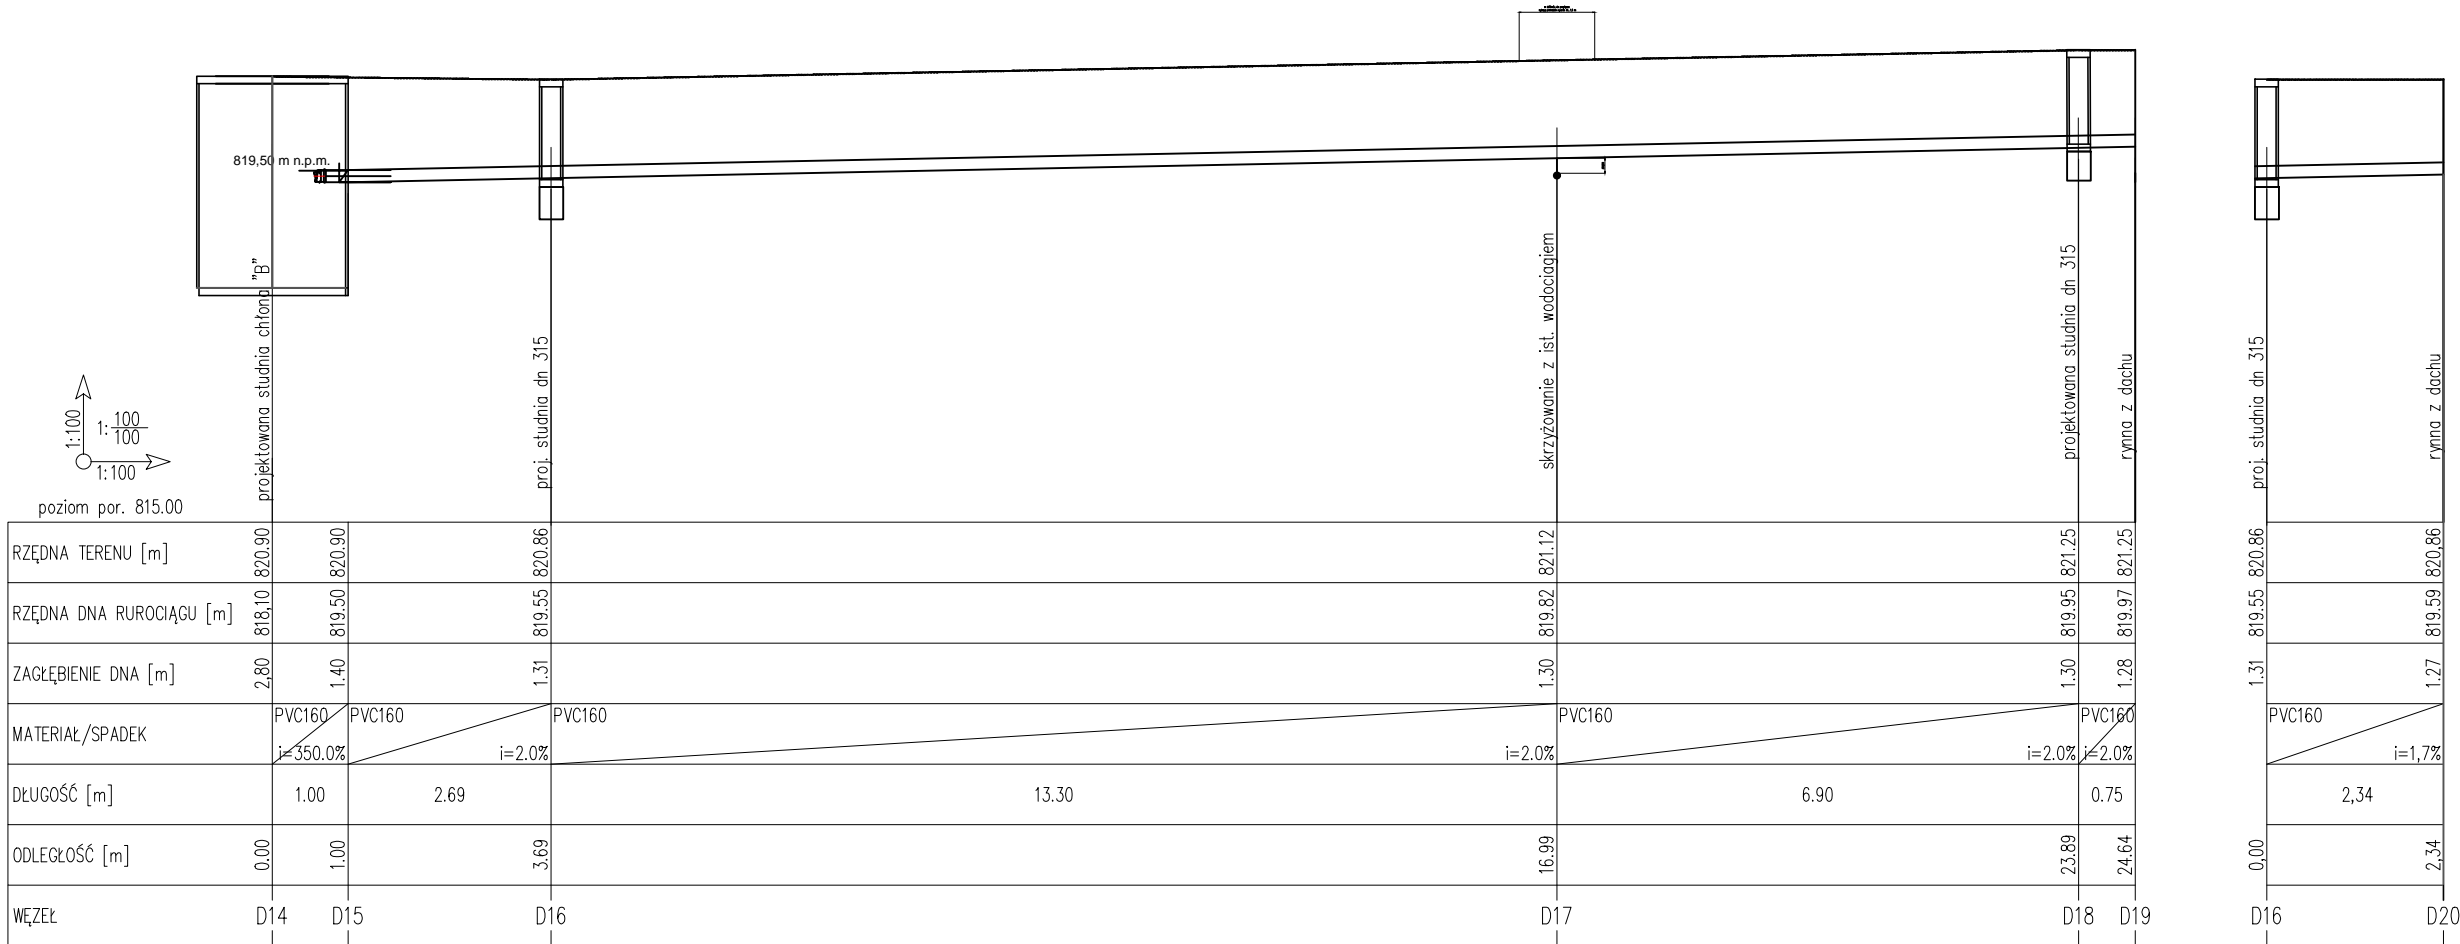 819,50 m n.p.m.
projektowana studnia chłona "B"
proj. studnia dn 315
skrzyżowanie z ist. wodociągiem
projektowana studnia dn 315
rynna z dachu
proj. studnia dn 315
rynna z dachu
1:100
1: 100
100
1:100
poziom por. 815.00
RZĘDNA TERENU [m] 820.90 820.90 820.86 821.12 821.25 821.25 820.86 820,86
RZĘDNA DNA RUROCIĄGU [m] 818,10 819.50 819.55 819.82 819.95 819.97 819.55 819.59
ZAGŁĘBIENIE DNA [m] 2,80 1.40 1.31 1.30 1.30 1.28 1.31 1.27
PVC160 PVC160 PVC160 PVC160 PVC160 PVC160
MATERIAŁ/SPADEK
i=350.0% i=2.0% i=2.0% i=2.0% i=2.0% i=1,7%
DŁUGOŚĆ [m] 1.00 2.69 13.30 6.90 0.75 2,34
ODLEGŁOŚĆ [m] 0.00 1.00 3.69 16.99 23.89 24.64 0,00 2,34
WĘZEŁ D14 D15 D16 D17 D18 D19 D16 D20